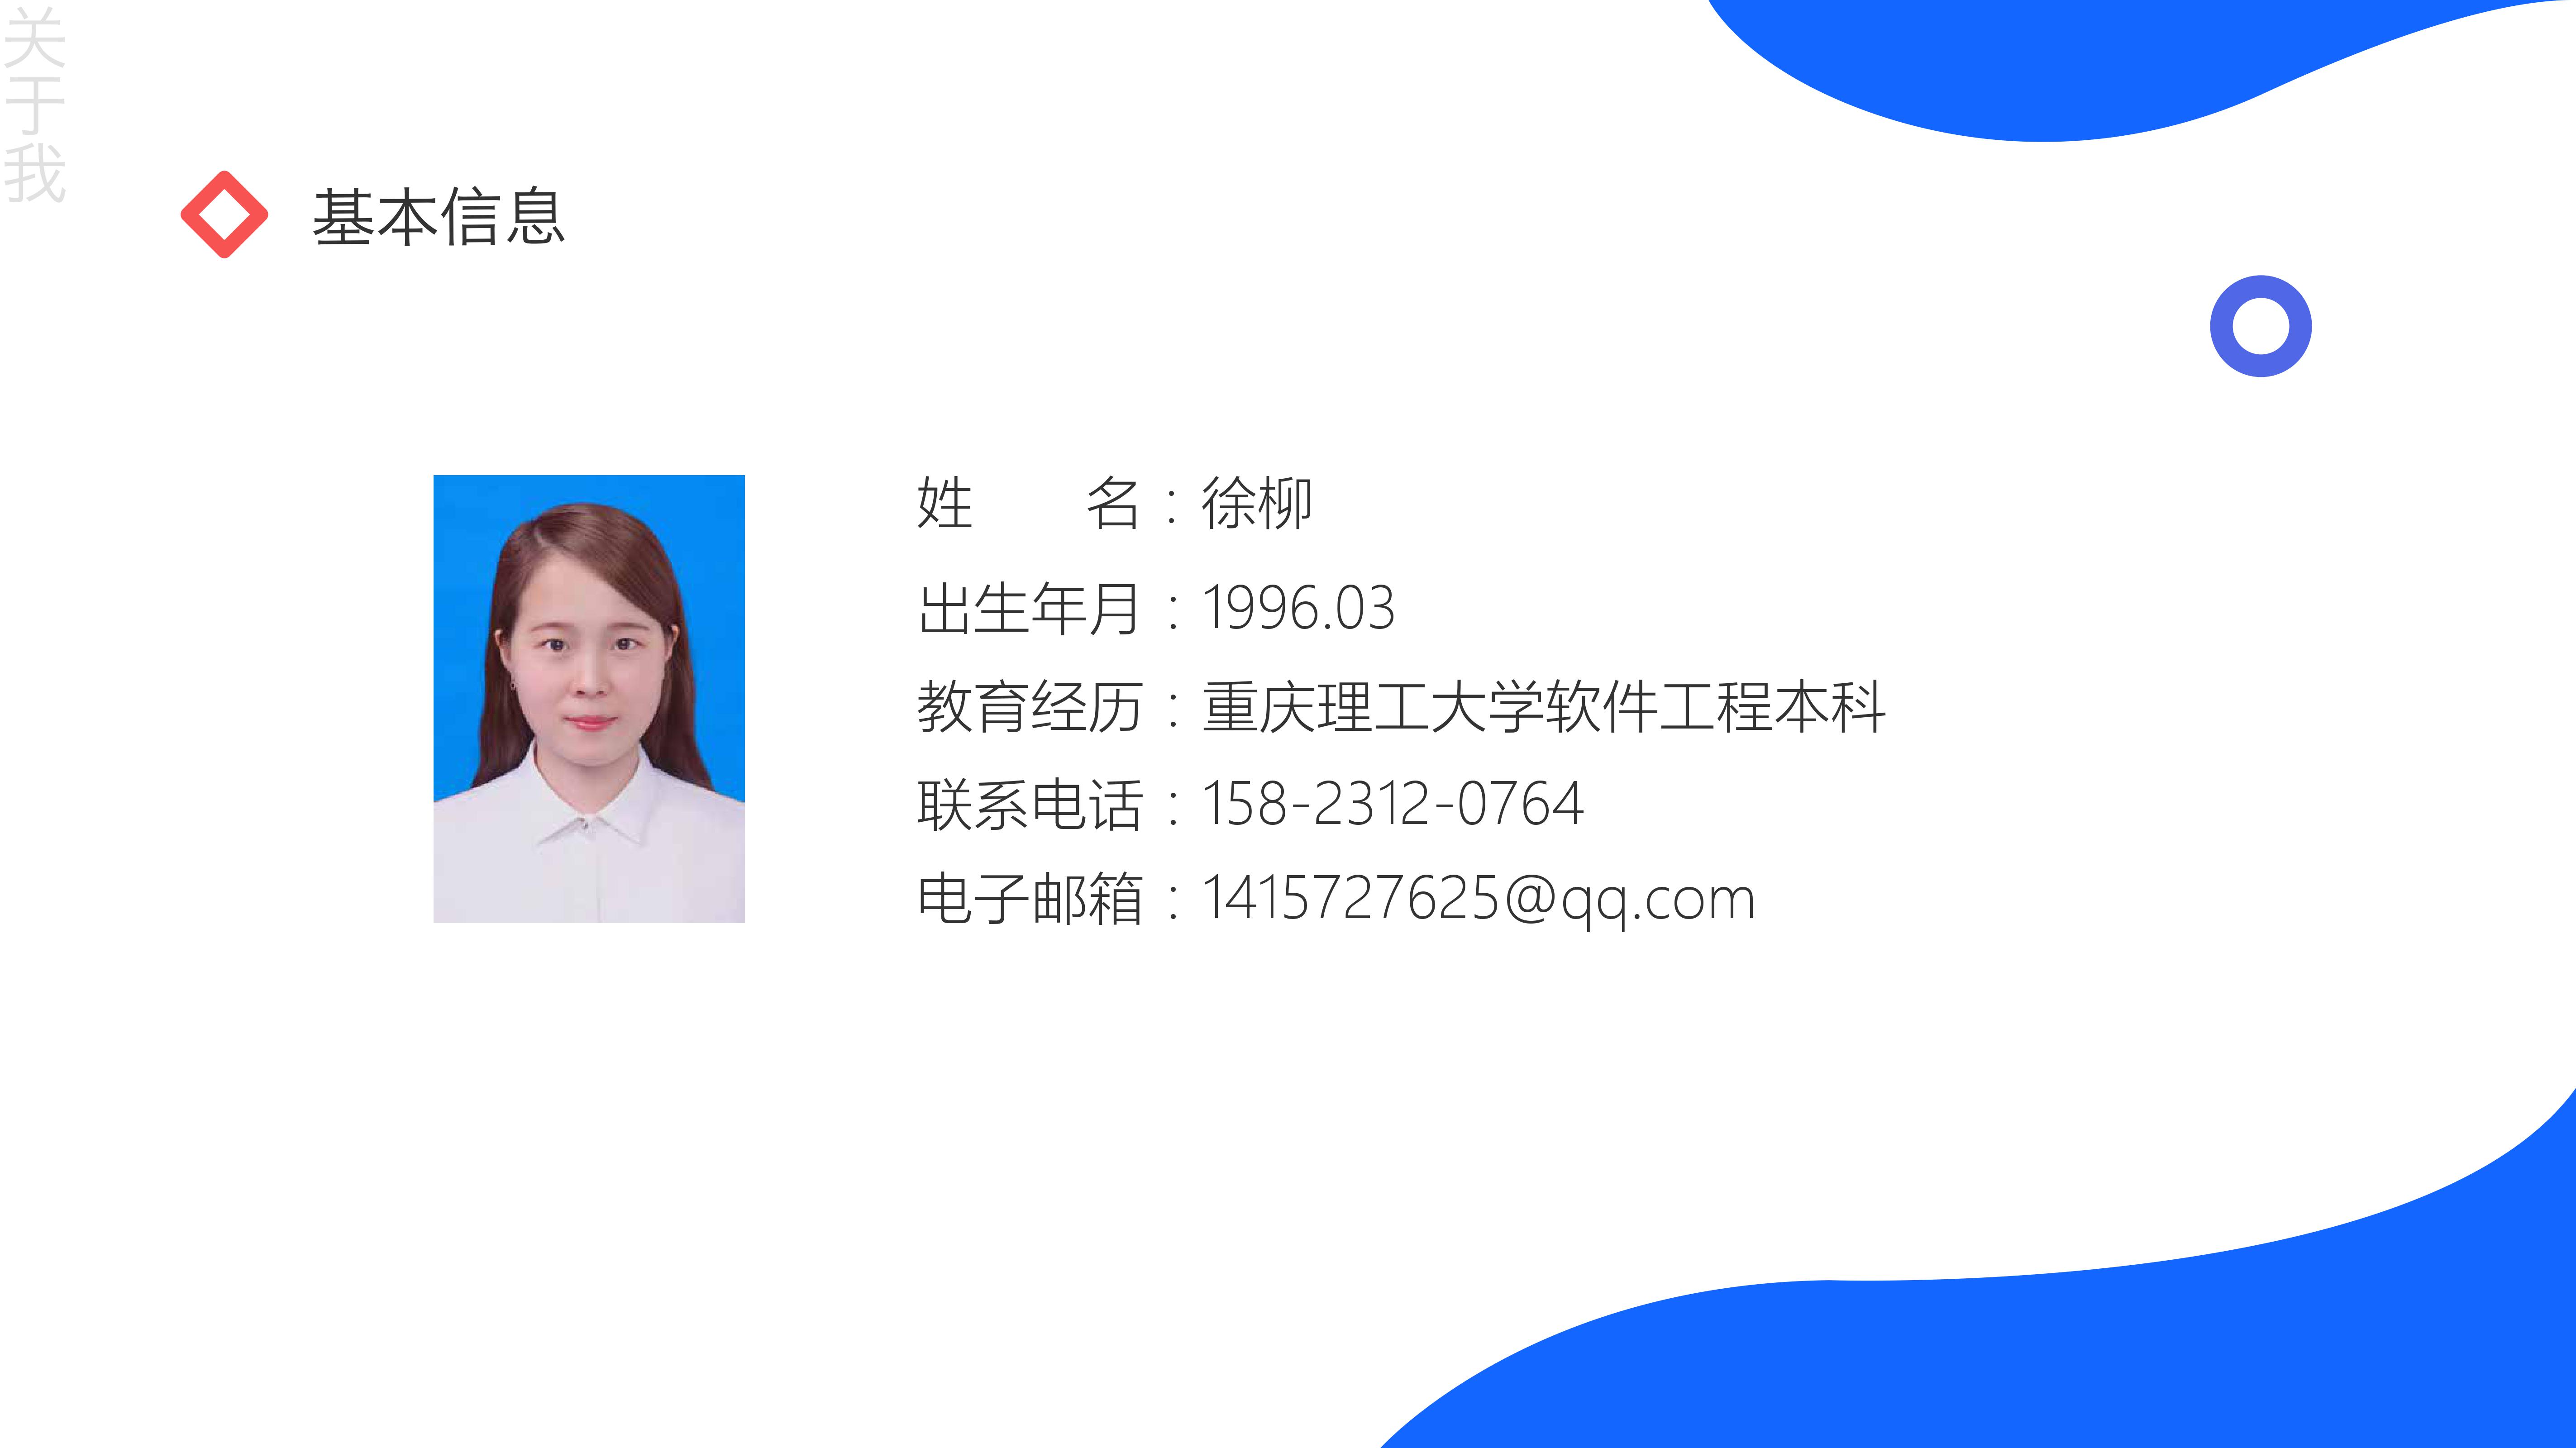 关于我
基本信息
姓　　名：徐柳
出生年月：1996.03
教育经历：重庆理工大学软件工程本科
联系电话：158-2312-0764
电子邮箱：1415727625@qq.com